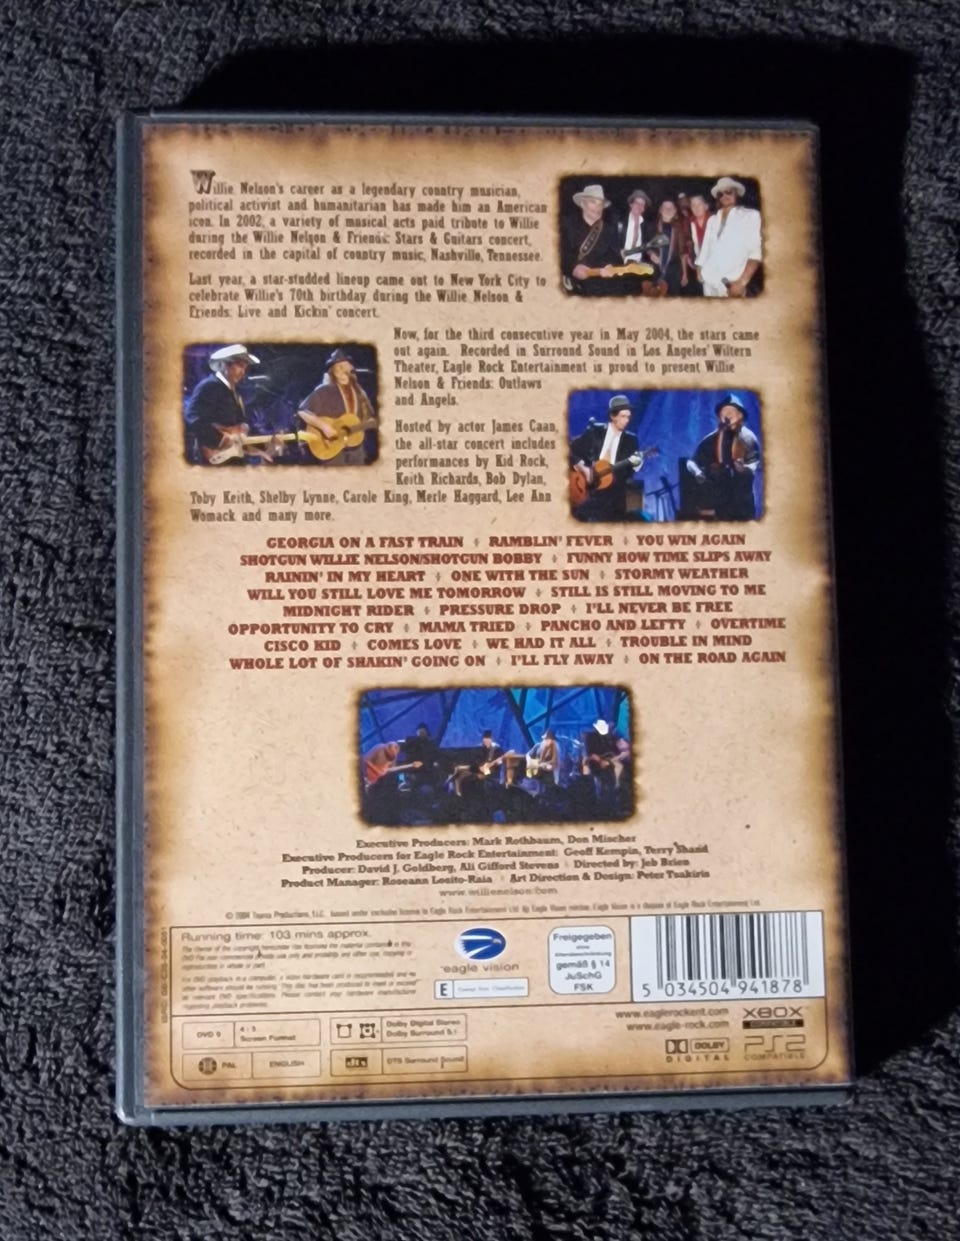 Willie Nelson's career as a legendary country musician,
political activist and humanitarian has made him an American
icon. In 2002, a variety of musical acts paid tribute to Willie
during the Willie Nelson & Friends: Stars & Guitars concert,
recorded in the capital of country music, Nashville, Tennessee.
Last year, a star-studded lineup came out to New York City to
celebrate Willie's 70th birthday during the Willie Nelson &
Friends: Live and Kickin' concert.
Now, for the third consecutive year in May 2004, the stars came
out again. Recorded in Surround Sound in Los Angeles' Wiltern
Theater, Eagle Rock Entertainment is proud to present Willie
Nelson & Friends: Outlaws
and Angels.
Hosted by actor James Caan,
the all-star concert includes
performances by Kid Rock,
Keith Richards, Bob Dylan,
Toby Keith, Shelby Lynne, Carole King, Merle Haggard, Lee Ann
Womack and many more.
GEORGIA ON A FAST TRAIN ♦ RAMBLIN' FEVER ♦ YOU WIN AGAIN
SHOTGUN WILLIE NELSON/SHOTGUN BOBBY ♦ FUNNY HOW TIME SLIPS AWAY
RAININ' IN MY HEART ♦ ONE WITH THE SUN ♦ STORMY WEATHER
WILL YOU STILL LOVE ME TOMORROW ♦ STILL IS STILL MOVING TO ME
MIDNIGHT RIDER ♦ PRESSURE DROP ♦ I'LL NEVER BE FREE
OPPORTUNITY TO CRY ♦ MAMA TRIED ♦ PANCHO AND LEFTY ♦ OVERTIME
CISCO KID ♦ COMES LOVE ♦ WE HAD IT ALL ♦ TROUBLE IN MIND
WHOLE LOT OF SHAKIN' GOING ON ♦ I'LL FLY AWAY ♦ ON THE ROAD AGAIN
Executive Producers: Mark Rothbaum, Don Mischer
Executive Producers for Eagle Rock Entertainment: Geoff Kempin, Terry Shand
Producer: David J. Goldberg, Ali Gifford Stevens ♦ Directed by: Jeb Brien
Product Manager: Roseann Losito-Raia ♦ Art Direction & Design: Peter Tsakiris
www.willienelson.com
Running time: 103 mins approx.
eagle vision
E
Freigegeben
ohne
Altersbeschränkung
gemäß § 14
JuSchG
FSK
5 034504 941878
DVD 9
4:3
Screen Format
Dolby Digital Stereo
Dolby Surround 5.1
PAL
ENGLISH
dts
DTS Surround Sound
www.eaglerockent.com
www.eagle-rock.com
XBOX
COMPATIBLE
DOLBY
DIGITAL
PS2
COMPATIBLE